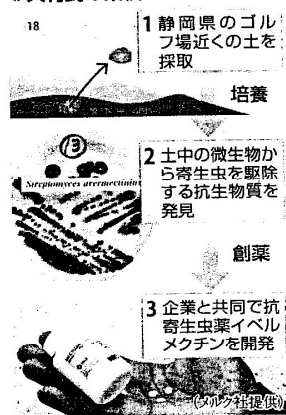 18
1 静岡県のゴル
フ場近くの土を
採取
培養
13
2 土中の微生物か
ら寄生虫を駆除
する抗生物質を
発見
Streptomyces avermectinius
創薬
3 企業と共同で抗
寄生虫薬イベル
メクチンを開発
(メルク社提供)